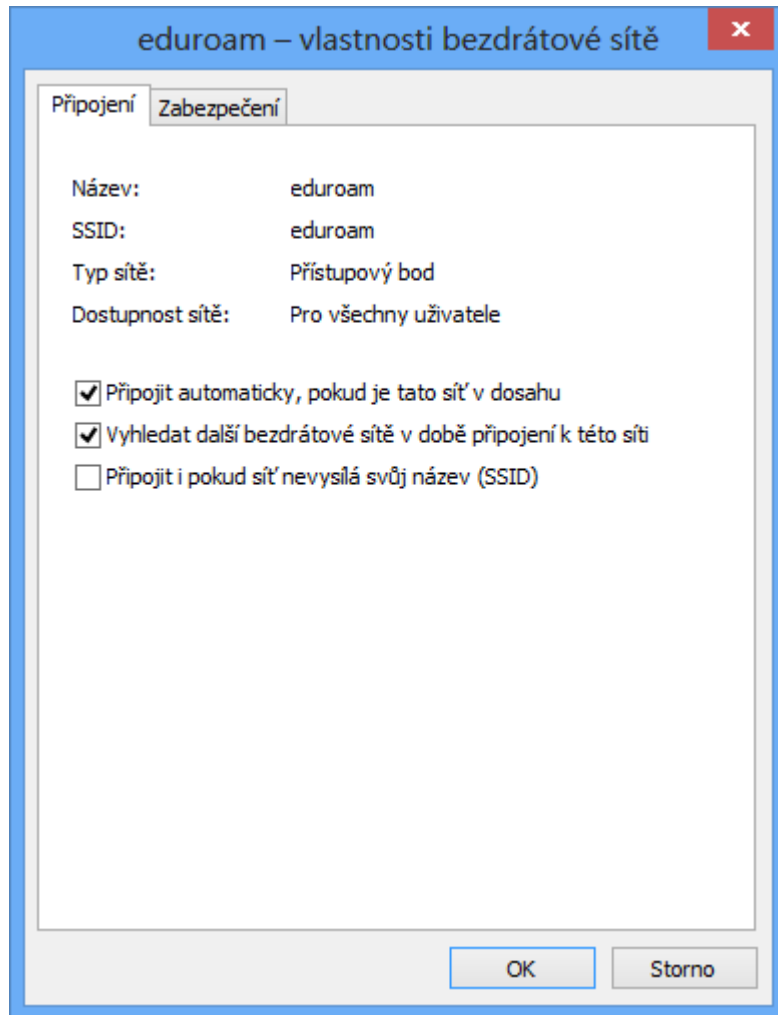 eduroam – vlastnosti bezdrátové sítě
Připojení Zabezpečení
Název: eduroam
SSID: eduroam
Typ sítě: Přístupový bod
Dostupnost sítě: Pro všechny uživatele
Připojit automaticky, pokud je tato síť v dosahu
Vyhledat další bezdrátové sítě v době připojení k této síti
Připojit i pokud síť nevysílá svůj název (SSID)
OK Storno